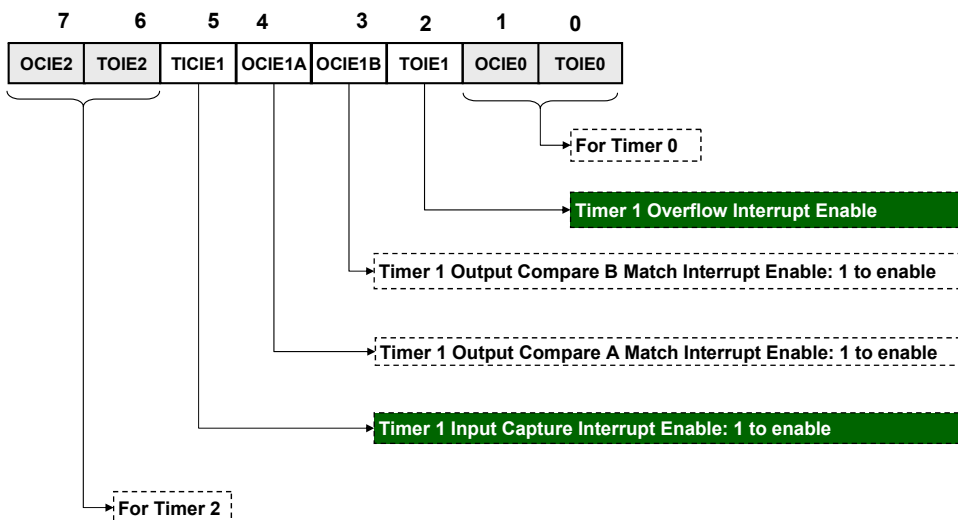 7 6 5 4 3 2 1 0
OCIE2 TOIE2 TICIE1 OCIE1A OCIE1B TOIE1 OCIE0 TOIE0
For Timer 0
Timer 1 Overflow Interrupt Enable
Timer 1 Output Compare B Match Interrupt Enable: 1 to enable
Timer 1 Output Compare A Match Interrupt Enable: 1 to enable
Timer 1 Input Capture Interrupt Enable: 1 to enable
For Timer 2